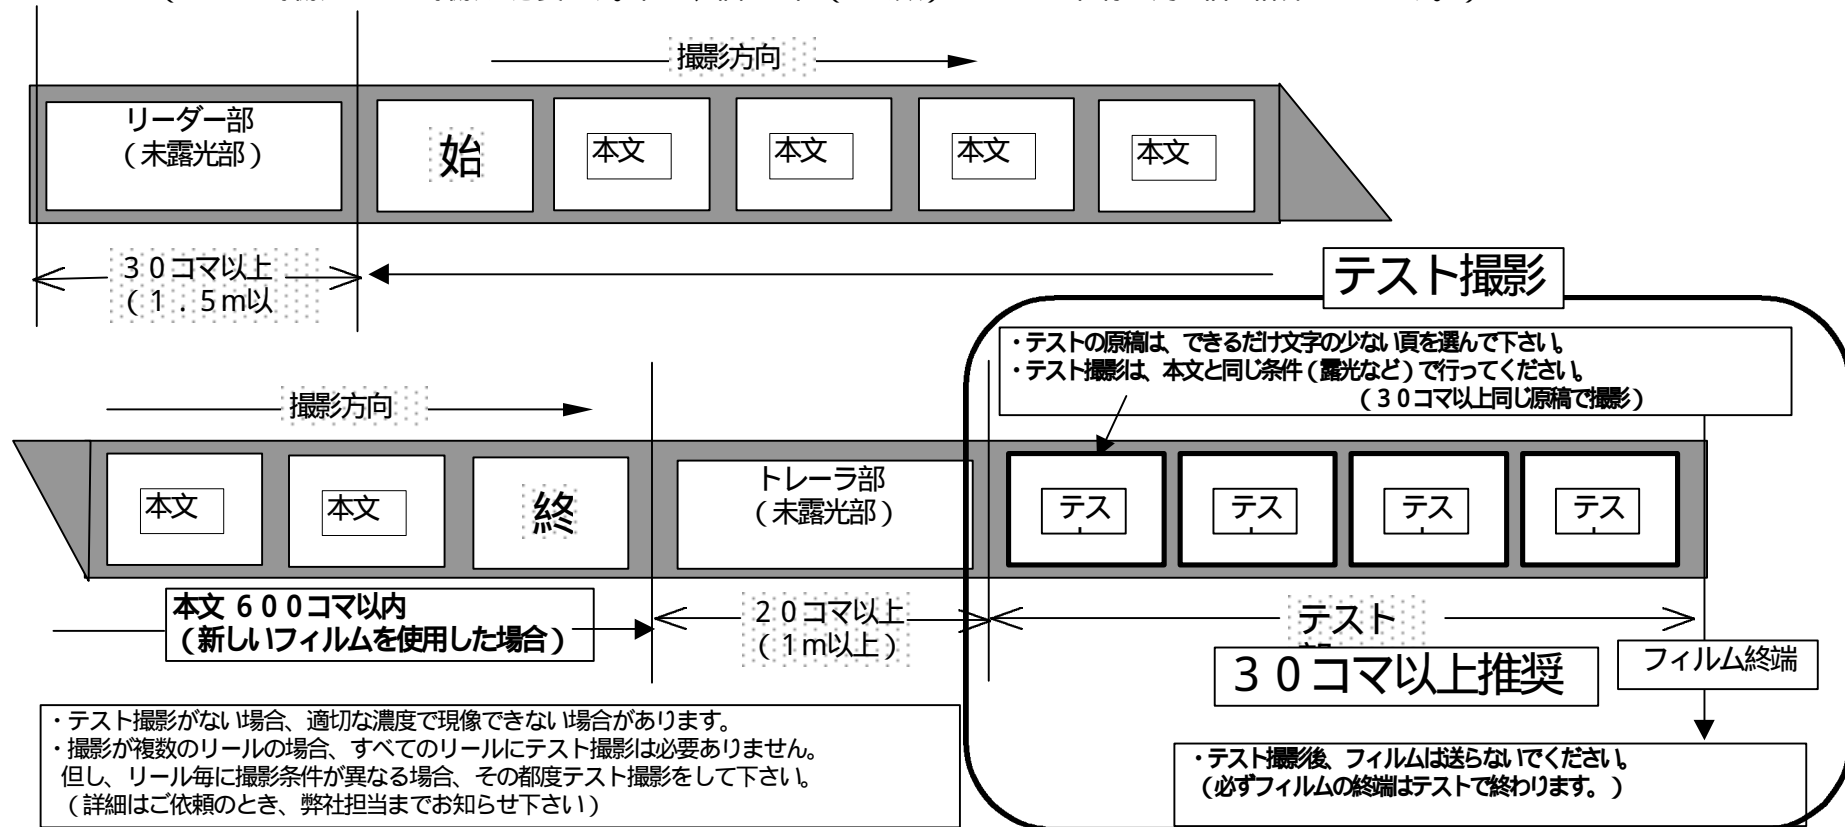 撮影方向
リーダー部
(未露光部)
始
本文
本文
本文
本文
30コマ以上
(1.5m以
テスト撮影
・テストの原稿は、できるだけ文字の少ない頁を選んで下さい。
・テスト撮影は、本文と同じ条件(露光など)で行ってください。
(30コマ以上同じ原稿で撮影)
撮影方向
本文
本文
終
トレーラ部
(未露光部)
テス
テス
テス
テス
本文 600コマ以内
(新しいフィルムを使用した場合)
20コマ以上
(1m以上)
テスト
30コマ以上推奨
フィルム終端
・テスト撮影がない場合、適切な濃度で現像できない場合があります。
・撮影が複数のリールの場合、すべてのリールにテスト撮影は必要ありません。
但し、リール毎に撮影条件が異なる場合、その都度テスト撮影をして下さい。
(詳細はご依頼のとき、弊社担当までお知らせ下さい)
・テスト撮影後、フィルムは送らないでください。
(必ずフィルムの終端はテストで終わります。)